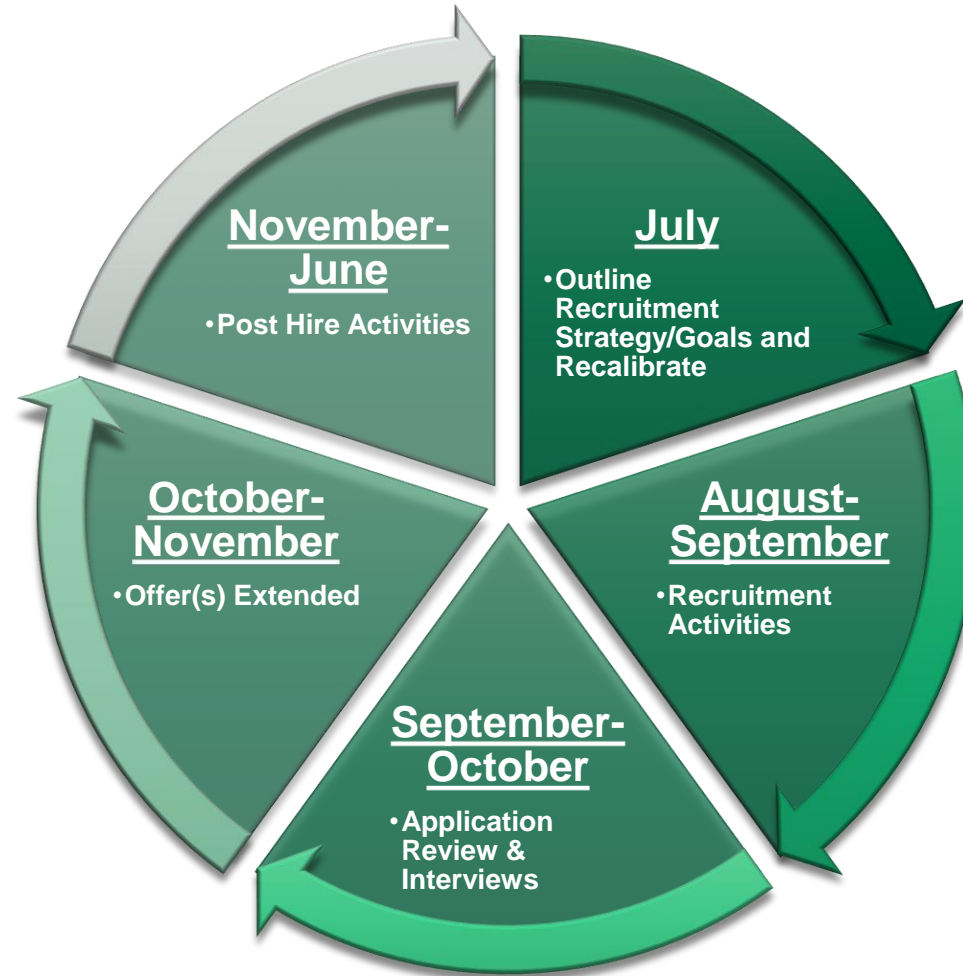 July
•Outline
Recruitment
Strategy/Goals and
Recalibrate
August-
September
•Recruitment
Activities
September-
October
•Application
Review &
Interviews
October-
November
•Offer(s) Extended
November-
June
•Post Hire Activities